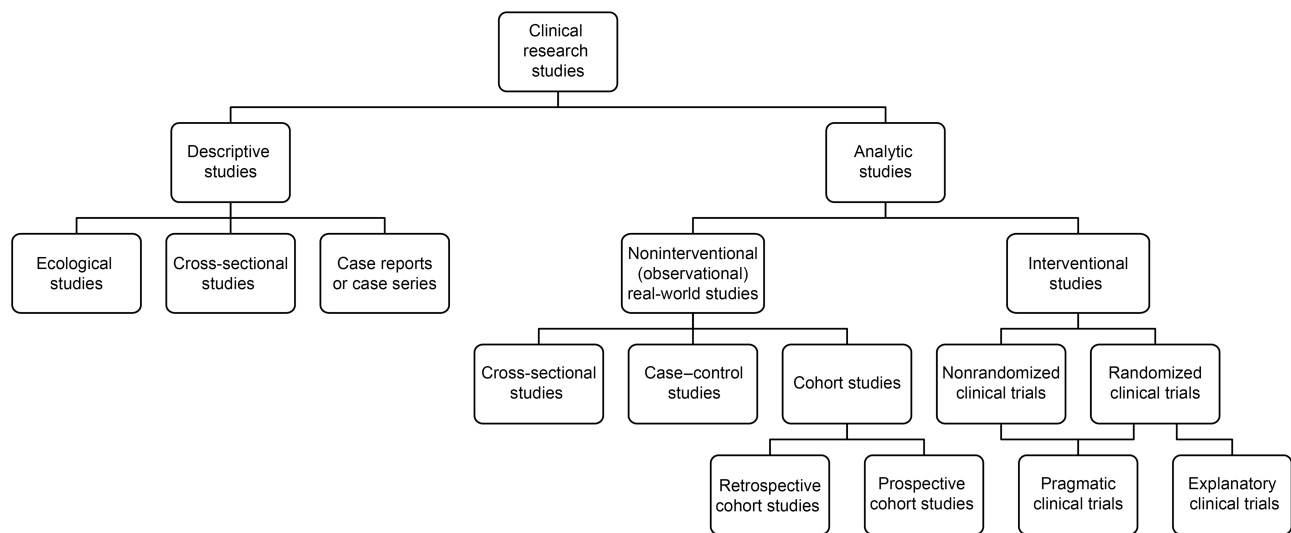 Clinical
research
studies
Descriptive
studies
Analytic
studies
Ecological
studies
Cross-sectional
studies
Case reports
or case series
Noninterventional
(observational)
real-world studies
Interventional
studies
Cross-sectional
studies
Case–control
studies
Cohort studies
Nonrandomized
clinical trials
Randomized
clinical trials
Retrospective
cohort studies
Prospective
cohort studies
Pragmatic
clinical trials
Explanatory
clinical trials